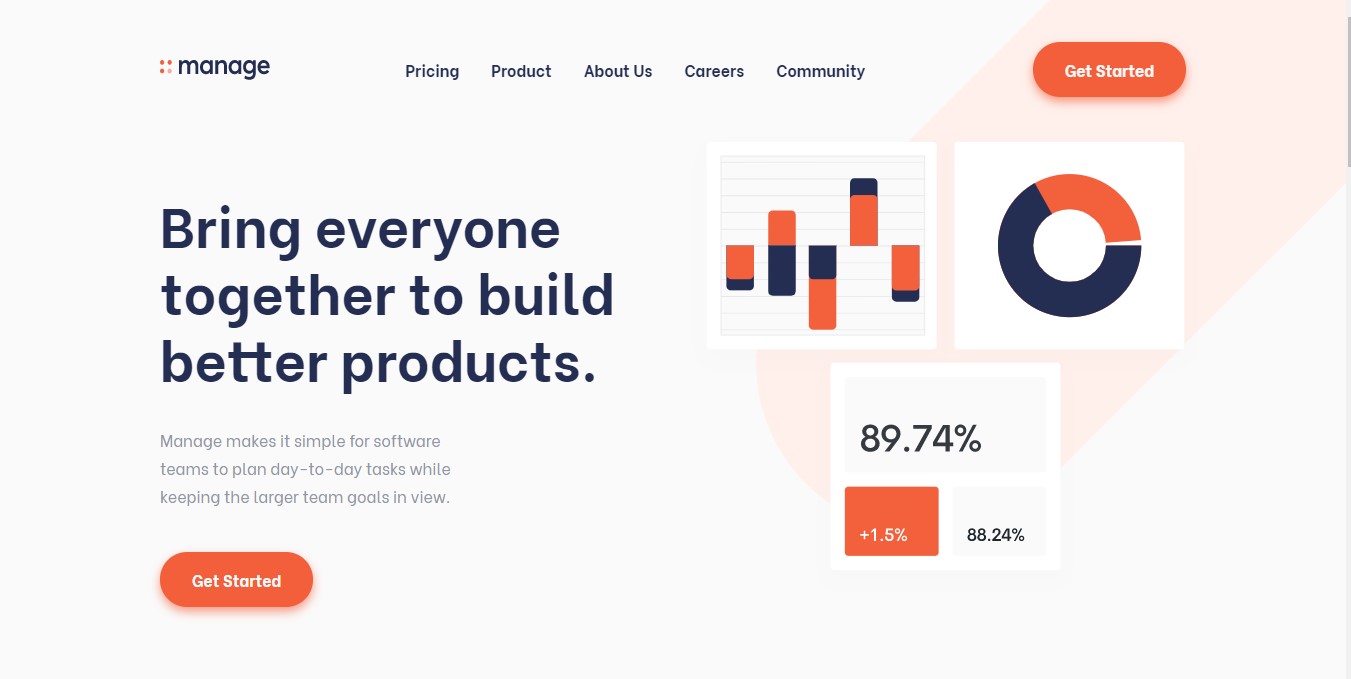 manage
Pricing Product About Us Careers Community
Get Started
Bring everyone
together to build
better products.
Manage makes it simple for software
teams to plan day-to-day tasks while
keeping the larger team goals in view.
Get Started
89.74%
+1.5% 88.24%